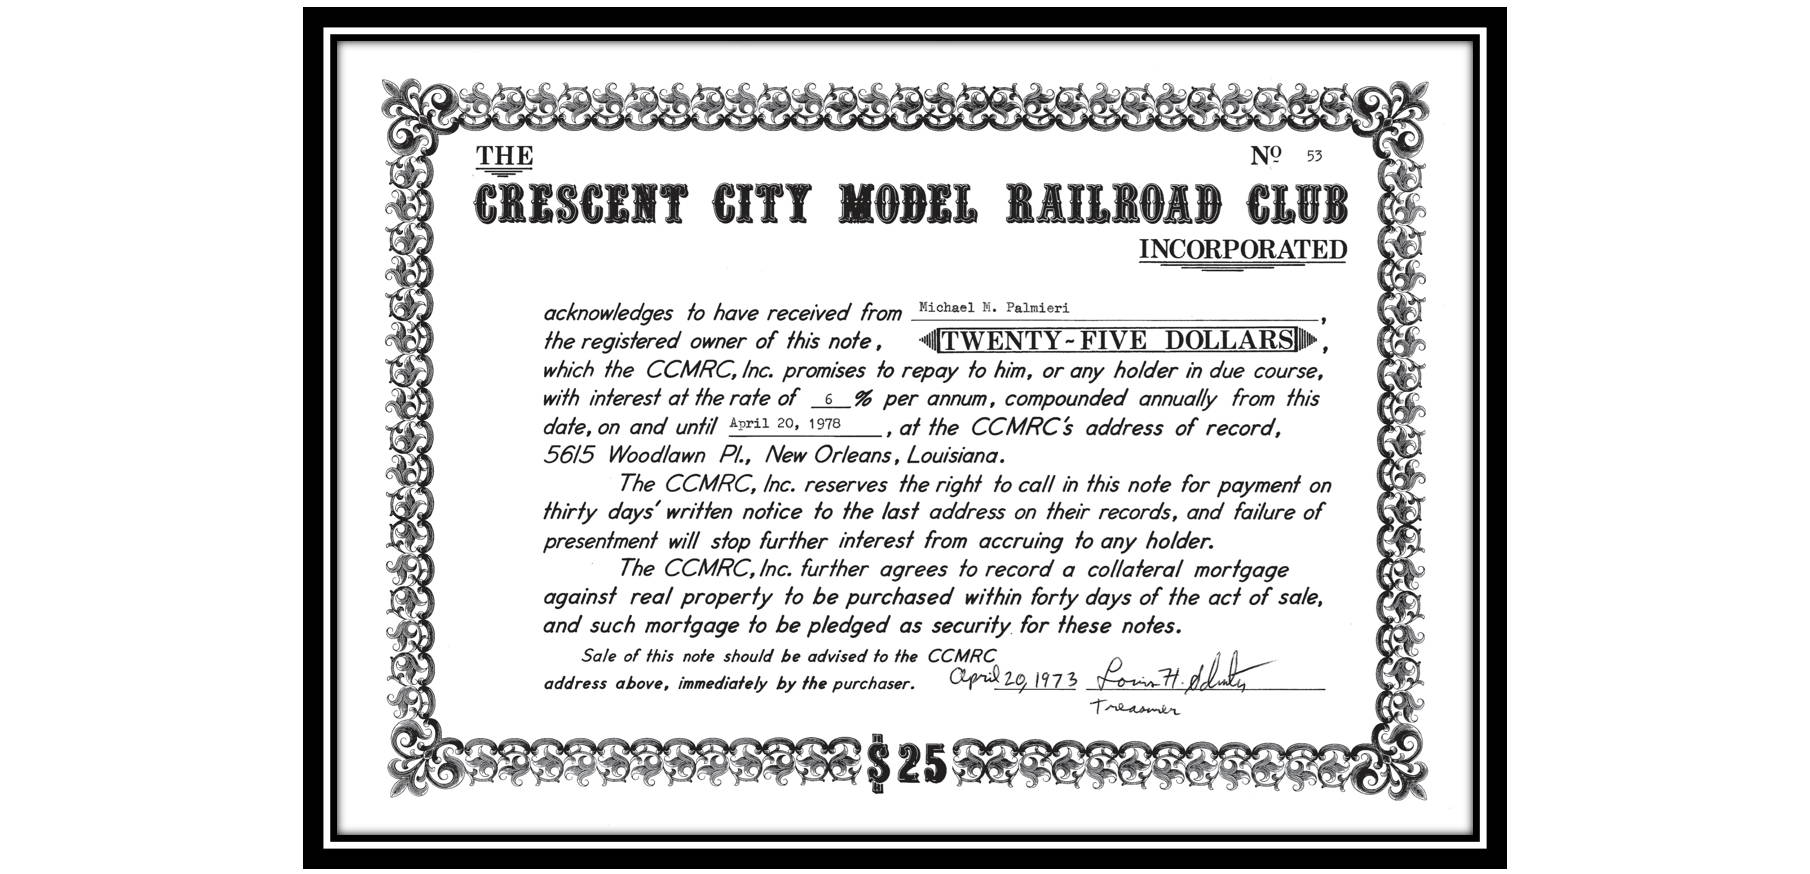 THE
Nº 53
CRESCENT CITY MODEL RAILROAD CLUB
INCORPORATED
acknowledges to have received from Michael M. Palmieri,
the registered owner of this note, TWENTY-FIVE DOLLARS,
which the CCMRC, Inc. promises to repay to him, or any holder in due course,
with interest at the rate of 6 % per annum, compounded annually from this
date, on and until April 20, 1978, at the CCMRC's address of record,
5615 Woodlawn Pl., New Orleans, Louisiana.
The CCMRC, Inc. reserves the right to call in this note for payment on
thirty days' written notice to the last address on their records, and failure of
presentment will stop further interest from accruing to any holder.
The CCMRC, Inc. further agrees to record a collateral mortgage
against real property to be purchased within forty days of the act of sale,
and such mortgage to be pledged as security for these notes.
Sale of this note should be advised to the CCMRC
address above, immediately by the purchaser. April 20, 1973 Louis H.
Treasurer
$25